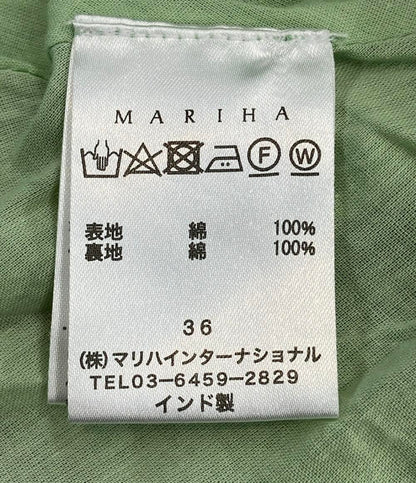 MARIHA
F W
表地 綿 100%
裏地 綿 100%
36
(株)マリハインターナショナル
TEL03-6459-2829
インド製